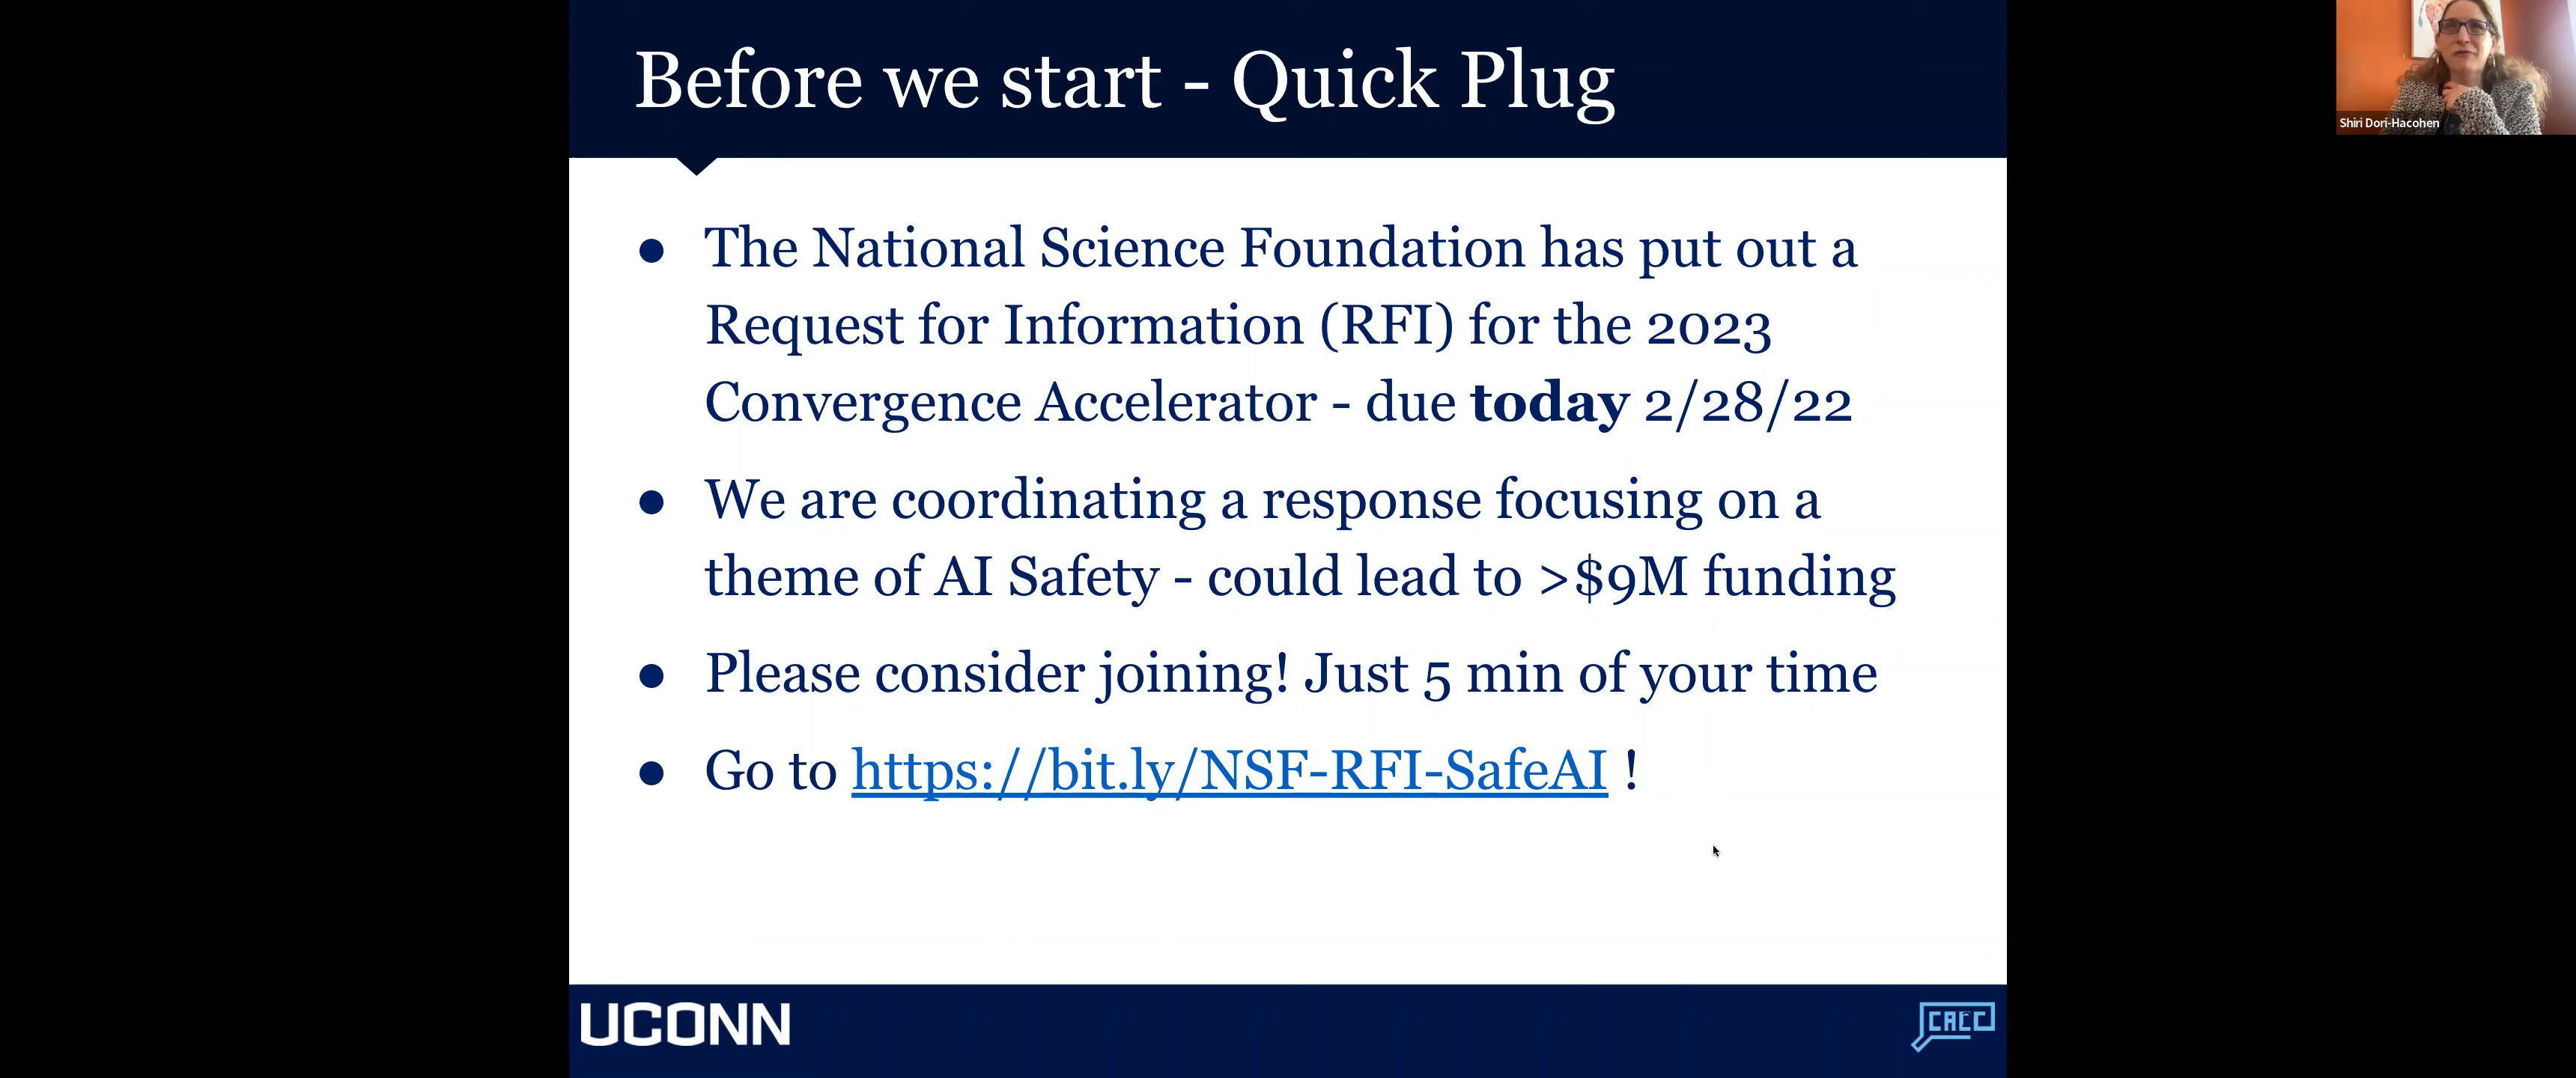 Before we start - Quick Plug
Shiri Dori-Hacohen
● The National Science Foundation has put out a
Request for Information (RFI) for the 2023
Convergence Accelerator - due today 2/28/22
● We are coordinating a response focusing on a
theme of AI Safety - could lead to >$9M funding
● Please consider joining! Just 5 min of your time
● Go to https://bit.ly/NSF-RFI-SafeAI !
UCONN
CACC